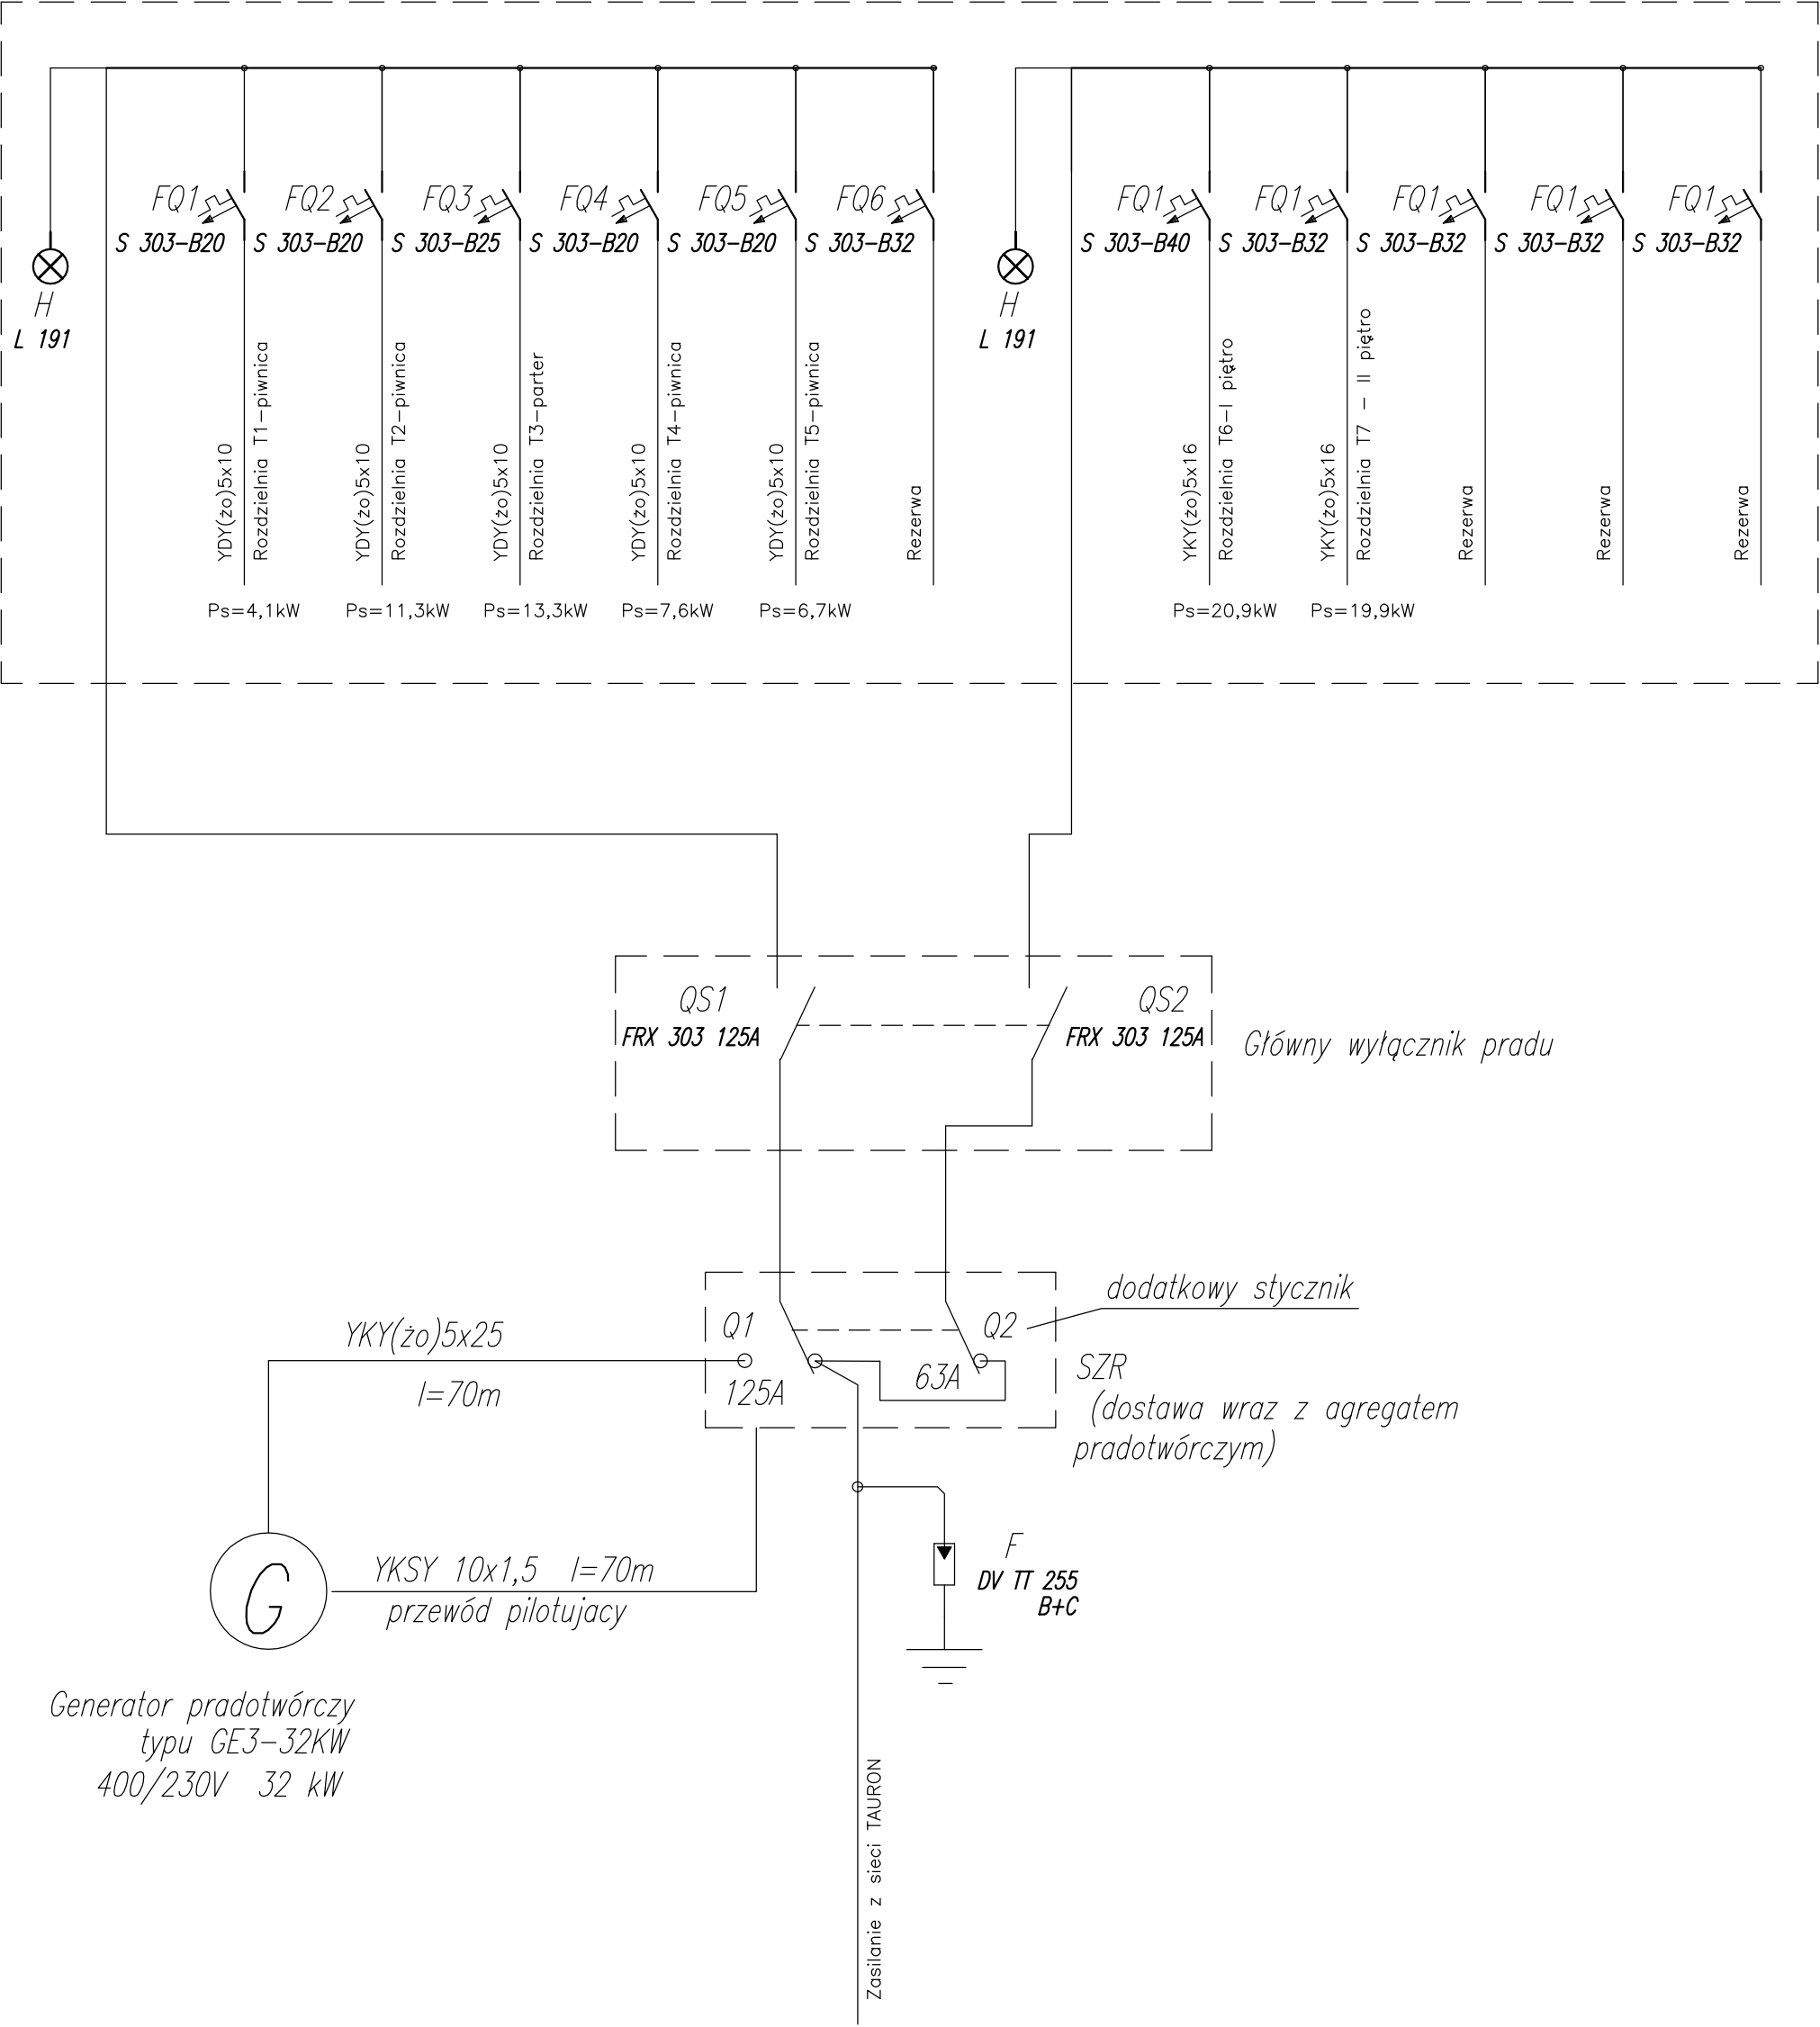 FQ1
S 303-B20
FQ2
S 303-B20
FQ3
S 303-B25
FQ4
S 303-B20
FQ5
S 303-B20
FQ6
S 303-B32
H
L 191
YDY(żo)5x10
Rozdzielnia T1-piwnica
YDY(żo)5x10
Rozdzielnia T2-piwnica
YDY(żo)5x10
Rozdzielnia T3-parter
YDY(żo)5x10
Rozdzielnia T4-piwnica
YDY(żo)5x10
Rozdzielnia T5-piwnica
Rezerwa
Ps=4,1kW
Ps=11,3kW
Ps=13,3kW
Ps=7,6kW
Ps=6,7kW
FQ1
S 303-B40
FQ1
S 303-B32
FQ1
S 303-B32
FQ1
S 303-B32
FQ1
S 303-B32
H
L 191
YKY(żo)5x16
Rozdzielnia T6-I piętro
YKY(żo)5x16
Rozdzielnia T7 - II piętro
Rezerwa
Rezerwa
Rezerwa
Ps=20,9kW
Ps=19,9kW
QS1
FRX 303 125A
QS2
FRX 303 125A
Główny wyłącznik pradu
dodatkowy stycznik
Q1
125A
Q2
63A
SZR
(dostawa wraz z agregatem
pradotwórczym)
YKY(żo)5x25
l=70m
G
YKSY 10x1,5 l=70m
przewód pilotujacy
F
DV TT 255
B+C
Generator pradotwórczy
typu GE3-32KW
400/230V 32 kW
Zasilanie z sieci TAURON